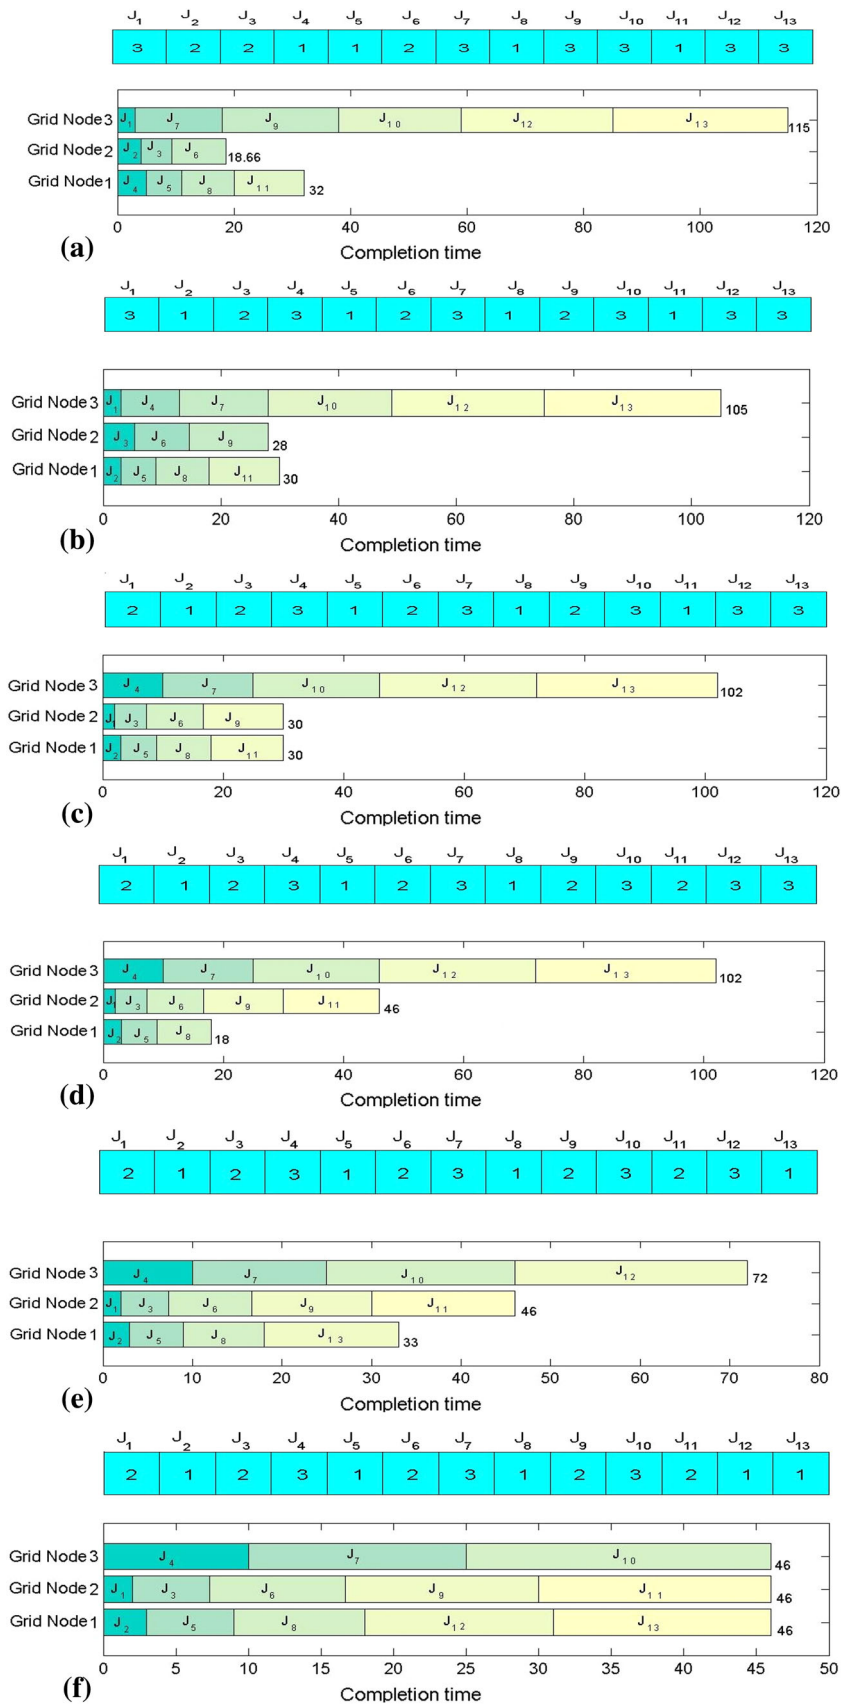 J1 J2 J3 J4 J5 J6 J7 J8 J9 J10 J11 J12 J13
3 2 2 1 1 2 3 1 3 3 1 3 3
Grid Node3 J1 J7 J9 J10 J12 J13 115
Grid Node2 J2 J3 J6 18.66
Grid Node1 J4 J5 J8 J11 32
0 20 40 60 80 100 120
(a) Completion time
J1 J2 J3 J4 J5 J6 J7 J8 J9 J10 J11 J12 J13
3 1 2 3 1 2 3 1 2 3 1 3 3
Grid Node3 J1 J4 J7 J10 J12 J13 105
Grid Node2 J3 J6 J9 28
Grid Node1 J2 J5 J8 J11 30
0 20 40 60 80 100 120
(b) Completion time
J1 J2 J3 J4 J5 J6 J7 J8 J9 J10 J11 J12 J13
2 1 2 3 1 2 3 1 2 3 1 3 3
Grid Node3 J4 J7 J10 J12 J13 102
Grid Node2 J1 J3 J6 J9 30
Grid Node1 J2 J5 J8 J11 30
0 20 40 60 80 100 120
(c) Completion time
J1 J2 J3 J4 J5 J6 J7 J8 J9 J10 J11 J12 J13
2 1 2 3 1 2 3 1 2 3 2 3 3
Grid Node3 J4 J7 J10 J12 J13 102
Grid Node2 J1 J3 J6 J9 J11 46
Grid Node1 J2 J5 J8 18
0 20 40 60 80 100 120
(d) Completion time
J1 J2 J3 J4 J5 J6 J7 J8 J9 J10 J11 J12 J13
2 1 2 3 1 2 3 1 2 3 2 3 1
Grid Node3 J4 J7 J10 J12 72
Grid Node2 J1 J3 J6 J9 J11 46
Grid Node1 J2 J5 J8 J13 33
0 10 20 30 40 50 60 70 80
(e) Completion time
J1 J2 J3 J4 J5 J6 J7 J8 J9 J10 J11 J12 J13
2 1 2 3 1 2 3 1 2 3 2 1 1
Grid Node3 J4 J7 J10 46
Grid Node2 J1 J3 J6 J9 J11 46
Grid Node1 J2 J5 J8 J12 J13 46
0 5 10 15 20 25 30 35 40 45 50
(f) Completion time